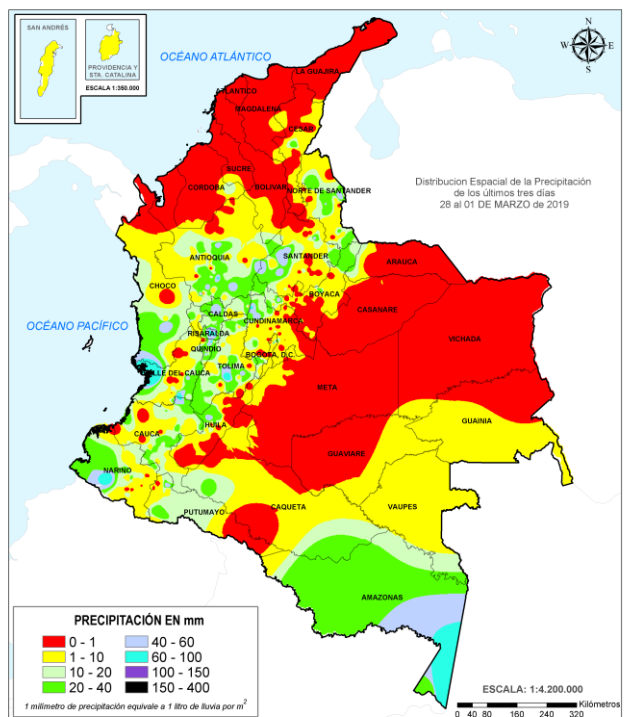 SAN ANDRÉS
PROVIDENCIA Y
STA. CATALINA
ESCALA 1:350.000
OCÉANO ATLÁNTICO
N
W
E
S
LA GUAJIRA
ATLANTICO
MAGDALENA
CESAR
SUCRE
CORDOBA
BOLIVAR
NORTE DE SANTANDER
Distribucion Espacial de la Precipitación
de los últimos tres días
28 al 01 DE MARZO de 2019
ANTIOQUIA
SANTANDER
ARAUCA
CHOCO
BOYACA
CASANARE
OCÉANO PACÍFICO
CALDAS
CUNDINAMARCA
RISARALDA
VICHADA
QUINDIO
BOGOTA, D.C.
TOLIMA
VALLE DEL CAUCA
META
GUAINIA
CAUCA
HUILA
GUAVIARE
NARIÑO
PUTUMAYO
CAQUETA
VAUPES
AMAZONAS
PRECIPITACIÓN EN mm
0 - 1
40 - 60
1 - 10
60 - 100
10 - 20
100 - 150
20 - 40
150 - 400
1 milimetro de precipitación equivale a 1 litro de lluvia por m2
ESCALA: 1:4.200.000
Kilómetros
0 40 80 160 240 320